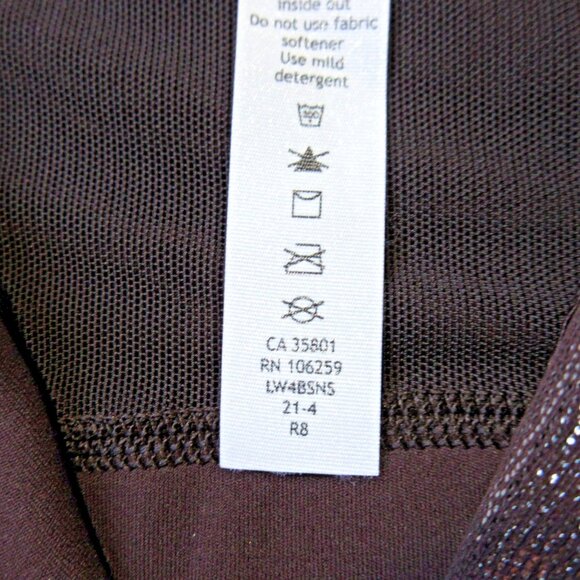 inside out
Do not use fabric
softener
Use mild
detergent
CA 35801
RN 106259
LW4BSNS
21-4
R8